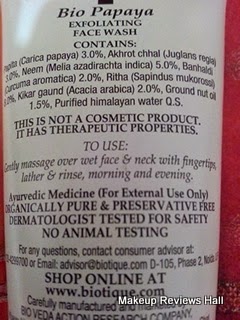 Bio Papaya
EXFOLIATING
FACE WASH
CONTAINS:
Papita (Carica papaya) 3.0%, Akhrot chhal (Juglans regia)
3.0%, Neem (Melia azadirachta indica) 5.0%, Banhaldi
(Curcuma aromatica) 2.0%, Ritha (Sapindus mukorosi)
.0%, Kikar gaund (Acacia arabica) 2.0%, Ground nut oil
1.5%, Purified himalayan water Q.S.
THIS IS NOT A COSMETIC PRODUCT.
IT HAS THERAPEUTIC PROPERTIES.
TO USE:
Gently massage over wet face & neck with fingertips,
lather & rinse, morning and evening.
Ayurvedic Medicine (For External Use Only)
ORGANICALLY PURE & PRESERVATIVE FREE
DERMATOLOGIST TESTED FOR SAFETY
NO ANIMAL TESTING
For any questions, contact consumer advisor at:
4299700 or Email: advisor@biotique.com D-105, Phase 2,
SHOP ONLINE AT
www.biotique.com
Carefully manufactured and
BIO VEDA ACTION RESEARCH COMPANY,
Makeup Reviews Hall